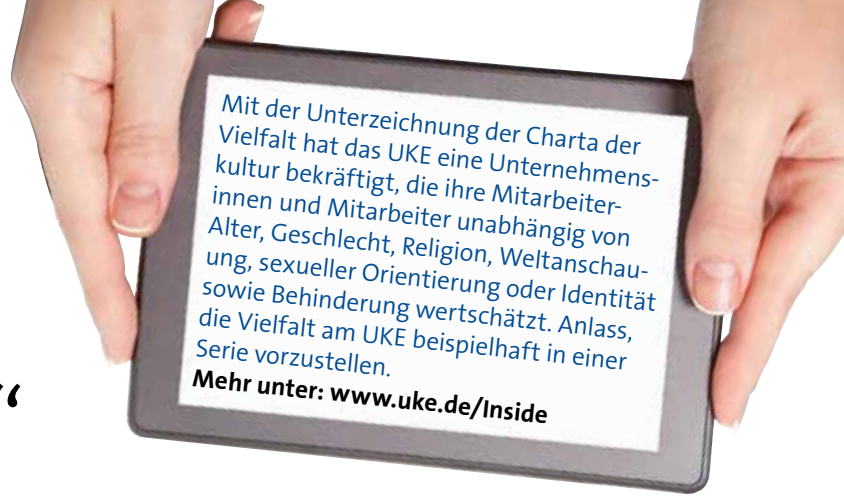 Mit der Unterzeichnung der Charta der
Vielfalt hat das UKE eine Unternehmens-
kultur bekräftigt, die ihre Mitarbeiter-
innen und Mitarbeiter unabhängig von
Alter, Geschlecht, Religion, Weltanschau-
ung, sexueller Orientierung oder Identität
sowie Behinderung wertschätzt. Anlass,
die Vielfalt am UKE beispielhaft in einer
Serie vorzustellen.
Mehr unter: www.uke.de/Inside
“